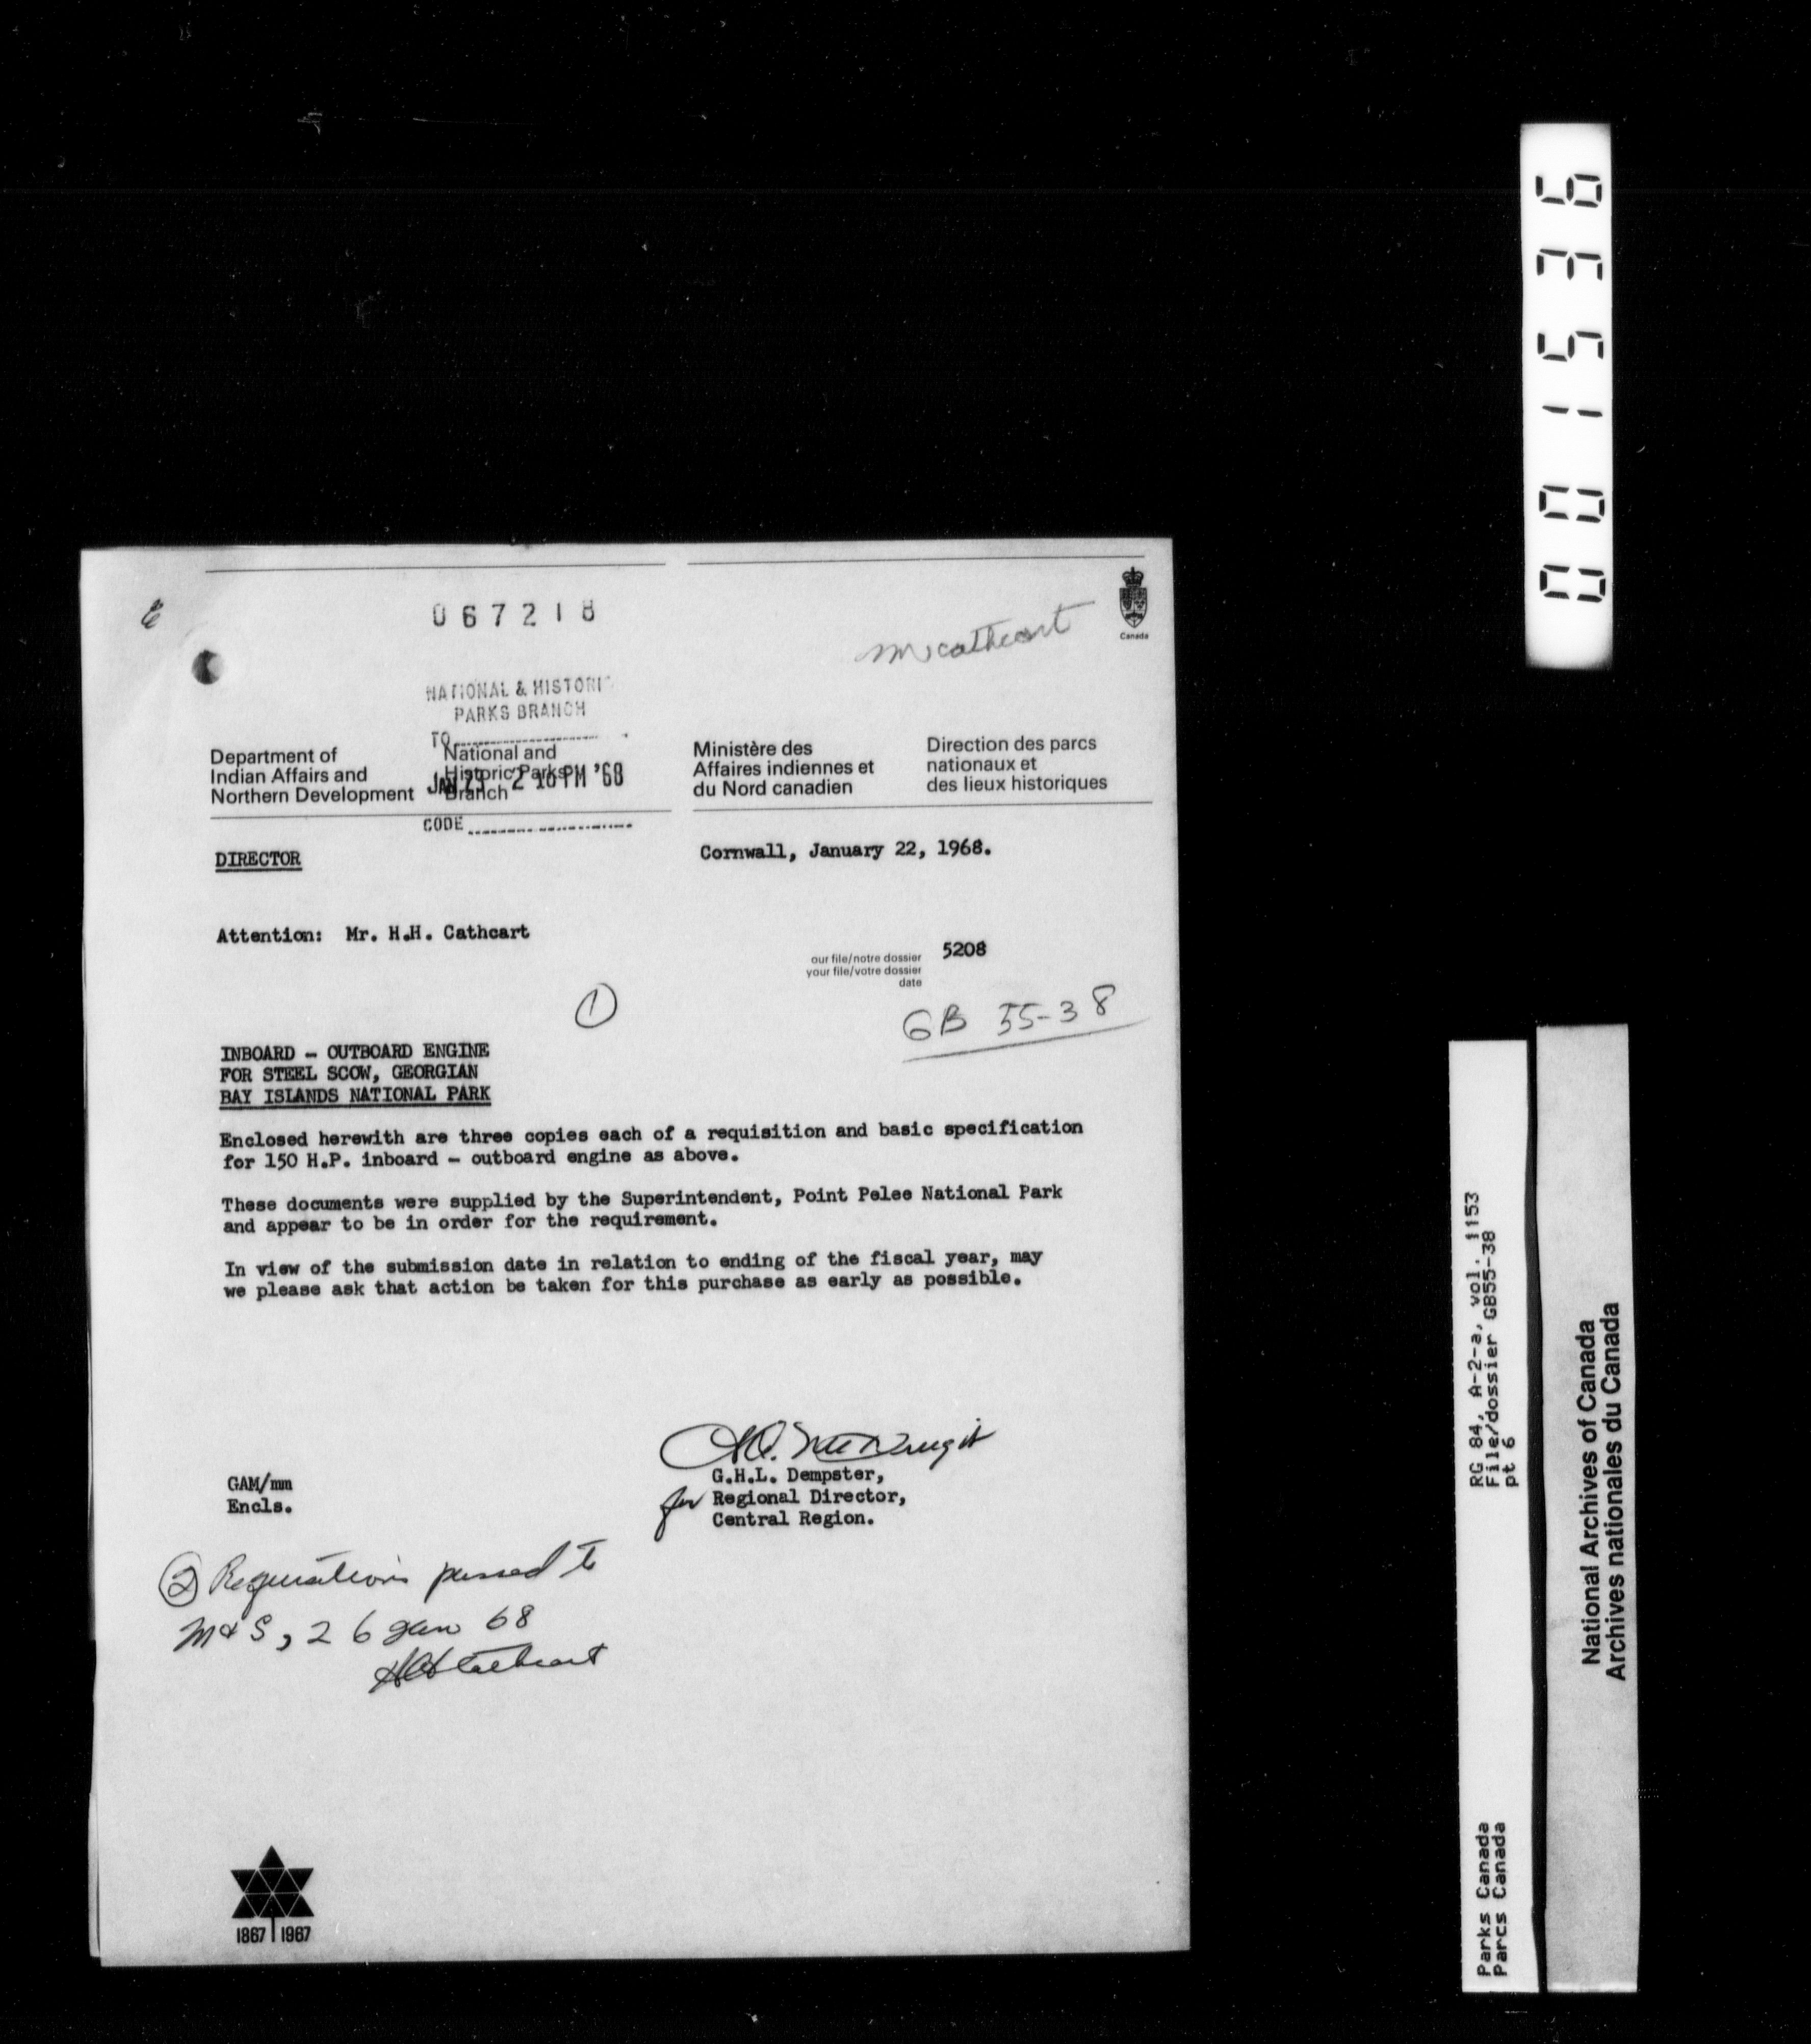 067218
Mr Cathcart
Canada
NATIONAL & HISTORIC
PARKS BRANCH
TO
Department of
Indian Affairs and
Northern Development
National and
Historic Parks
Branch
JAN 23 2 10 PM '68
CODE
Ministère des
Affaires indiennes et
du Nord canadien
Direction des parcs
nationaux et
des lieux historiques
DIRECTOR
Cornwall, January 22, 1968.
Attention: Mr. H.H. Cathcart
our file/notre dossier 5208
your file/votre dossier
date
1
GB 55-38
INBOARD - OUTBOARD ENGINE
FOR STEEL SCOW, GEORGIAN
BAY ISLANDS NATIONAL PARK
Enclosed herewith are three copies each of a requisition and basic specification
for 150 H.P. inboard - outboard engine as above.
These documents were supplied by the Superintendent, Point Pelee National Park
and appear to be in order for the requirement.
In view of the submission date in relation to ending of the fiscal year, may
we please ask that action be taken for this purchase as early as possible.
GAM/mm
Encls.
G.H.L. Dempster,
for Regional Director,
Central Region.
2 Requisitions passed to
M & S, 26 Jan 68
HHCathcart
1867 1967
001536
RG 84, A-2-a, vol. 1153
File/dossier GB55-38
pt 6
Parks Canada
Parcs Canada
National Archives of Canada
Archives nationales du Canada